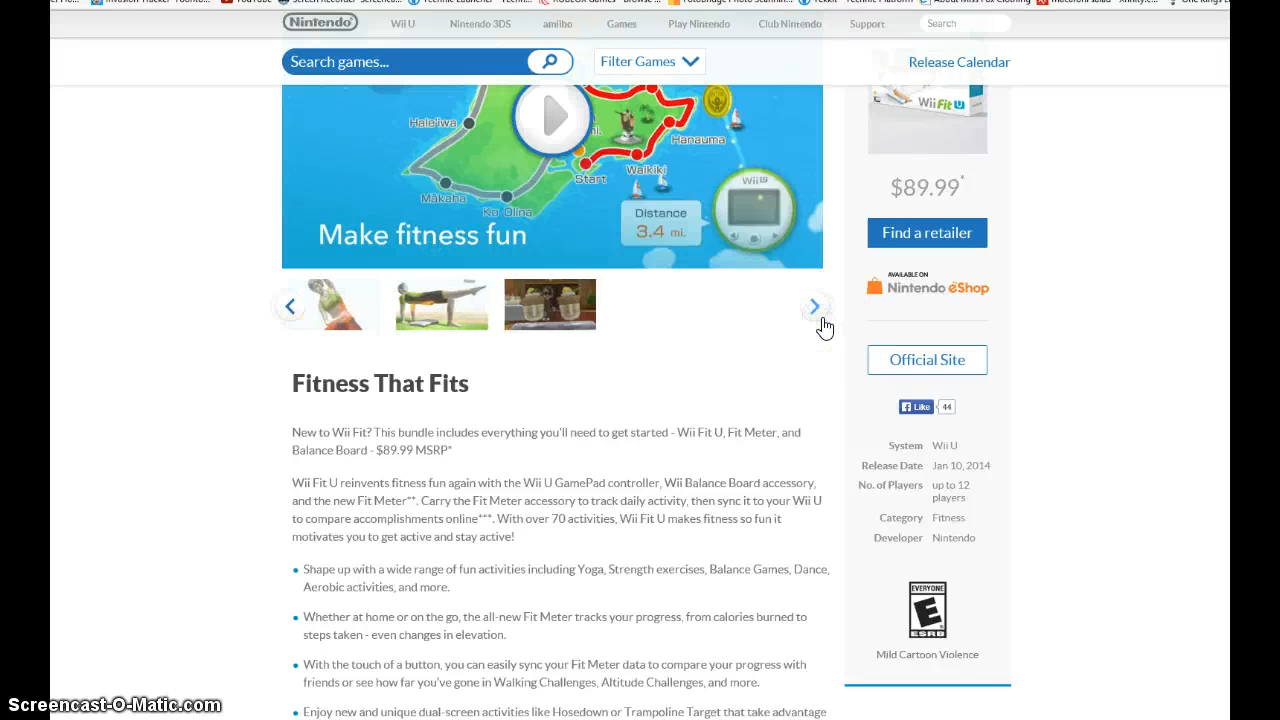 Nintendo
Wii U
Nintendo 3DS
amiibo
Games
Play Nintendo
Club Nintendo
Support
Search
Search games...
Filter Games
Release Calendar
Hale'iwa
Hanauma
Waikiki
Start
Mākaha
Ko Olina
Wii U
Distance
3.4 mi.
Make fitness fun
Wii Fit U
$89.99*
Find a retailer
AVAILABLE ON
Nintendo eShop
Official Site
Like 44
System Wii U
Release Date Jan 10, 2014
No. of Players up to 12
players
Category Fitness
Developer Nintendo
EVERYONE
E
ESRB
Mild Cartoon Violence
Fitness That Fits
New to Wii Fit? This bundle includes everything you'll need to get started - Wii Fit U, Fit Meter, and
Balance Board - $89.99 MSRP*
Wii Fit U reinvents fitness fun again with the Wii U GamePad controller, Wii Balance Board accessory,
and the new Fit Meter**. Carry the Fit Meter accessory to track daily activity, then sync it to your Wii U
to compare accomplishments online***. With over 70 activities, Wii Fit U makes fitness so fun it
motivates you to get active and stay active!
• Shape up with a wide range of fun activities including Yoga, Strength exercises, Balance Games, Dance,
Aerobic activities, and more.
• Whether at home or on the go, the all-new Fit Meter tracks your progress, from calories burned to
steps taken - even changes in elevation.
• With the touch of a button, you can easily sync your Fit Meter data to compare your progress with
friends or see how far you've gone in Walking Challenges, Altitude Challenges, and more.
• Enjoy new and unique dual-screen activities like Hosedown or Trampoline Target that take advantage
Screencast-O-Matic.com